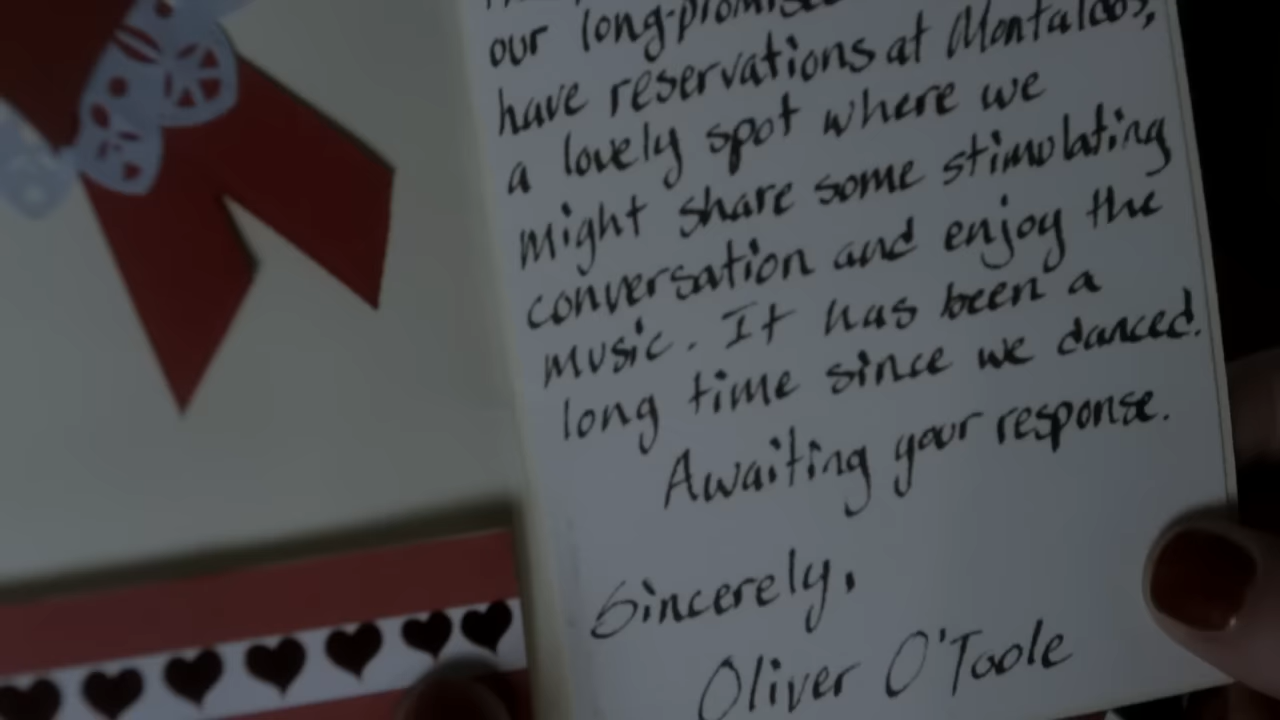 our long-promised
have reservations at Montaldo's,
a lovely spot where we
might share some stimulating
conversation and enjoy the
music. It has been a
long time since we danced.
Awaiting your response.
Sincerely,
Oliver O'Toole